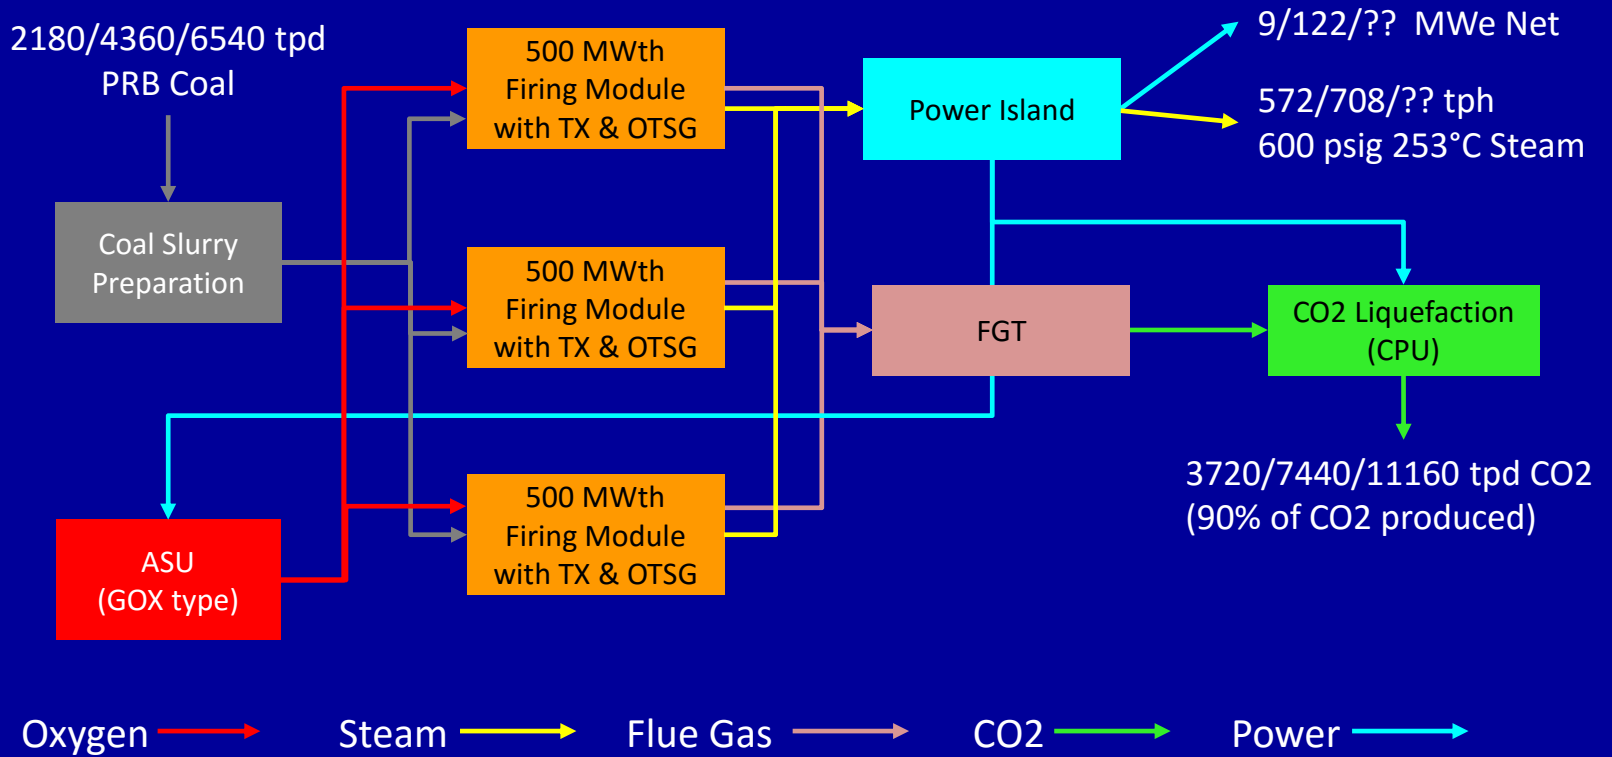 2180/4360/6540 tpd
PRB Coal
500 MWth
Firing Module
with TX & OTSG
Power Island
9/122/?? MWe Net
572/708/?? tph
600 psig 253°C Steam
Coal Slurry
Preparation
500 MWth
Firing Module
with TX & OTSG
FGT
CO2 Liquefaction
(CPU)
3720/7440/11160 tpd CO2
(90% of CO2 produced)
500 MWth
Firing Module
with TX & OTSG
ASU
(GOX type)
Oxygen
Steam
Flue Gas
CO2
Power